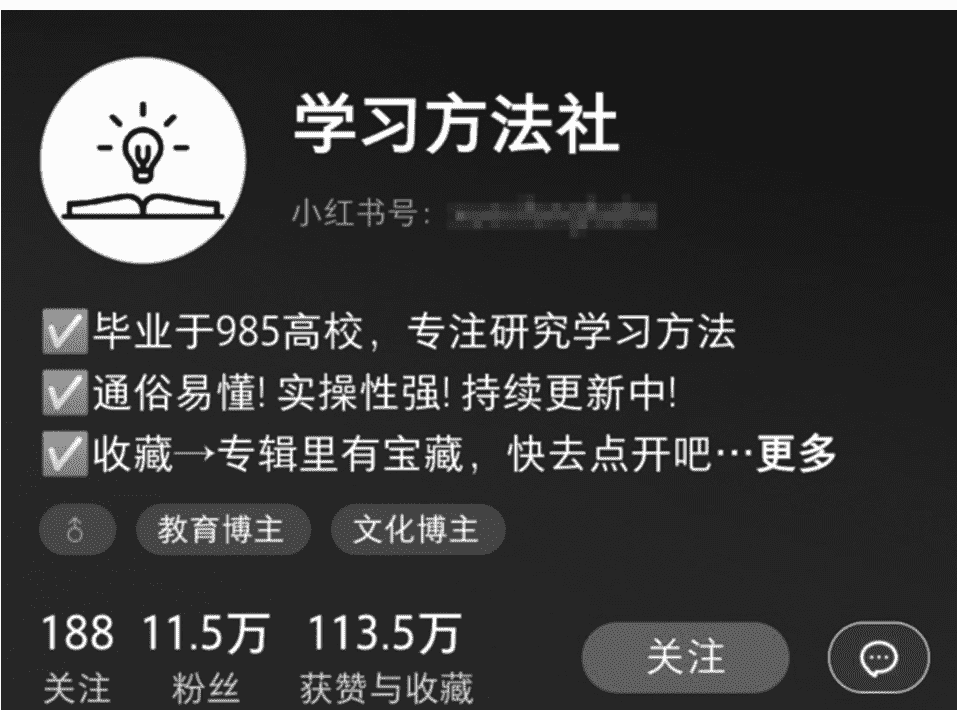 学习方法社
小红书号：
✅毕业于985高校，专注研究学习方法
✅通俗易懂! 实操性强! 持续更新中!
✅收藏→专辑里有宝藏，快去点开吧…更多
♂ 教育博主 文化博主
188 11.5万 113.5万
关注 粉丝 获赞与收藏
关注